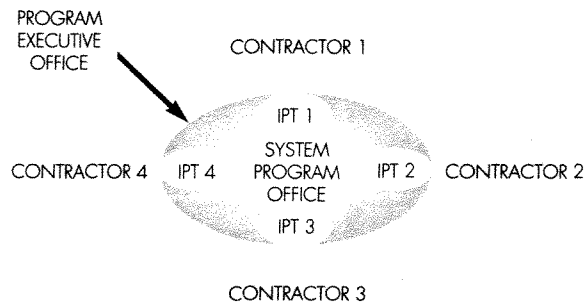 PROGRAM
EXECUTIVE
OFFICE
CONTRACTOR 1
IPT 1
CONTRACTOR 4
IPT 4
SYSTEM
PROGRAM
OFFICE
IPT 2
CONTRACTOR 2
IPT 3
CONTRACTOR 3